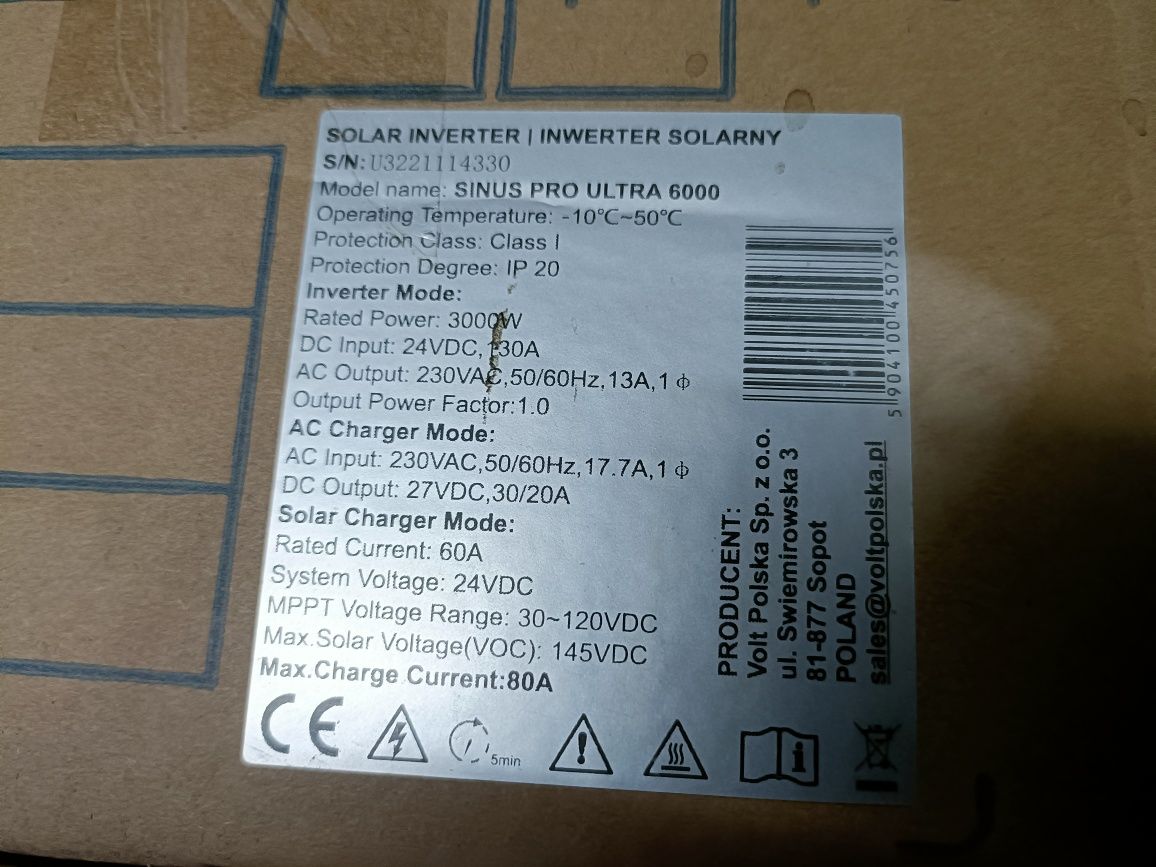 SOLAR INVERTER | INWERTER SOLARNY
S/N: U3221114330
Model name: SINUS PRO ULTRA 6000
Operating Temperature: -10℃~50℃
Protection Class: Class I
Protection Degree: IP 20
Inverter Mode:
Rated Power: 3000W
DC Input: 24VDC, 130A
AC Output: 230VAC,50/60Hz,13A,1 ϕ
Output Power Factor:1.0
AC Charger Mode:
AC Input: 230VAC,50/60Hz,17.7A,1 ϕ
DC Output: 27VDC,30/20A
Solar Charger Mode:
Rated Current: 60A
System Voltage: 24VDC
MPPT Voltage Range: 30~120VDC
Max.Solar Voltage(VOC): 145VDC
Max.Charge Current:80A
CE
5min
5 904100 450756
PRODUCENT:
Volt Polska Sp. z o.o.
ul. Swiemirowska 3
81-877 Sopot
POLAND
sales@voltpolska.pl